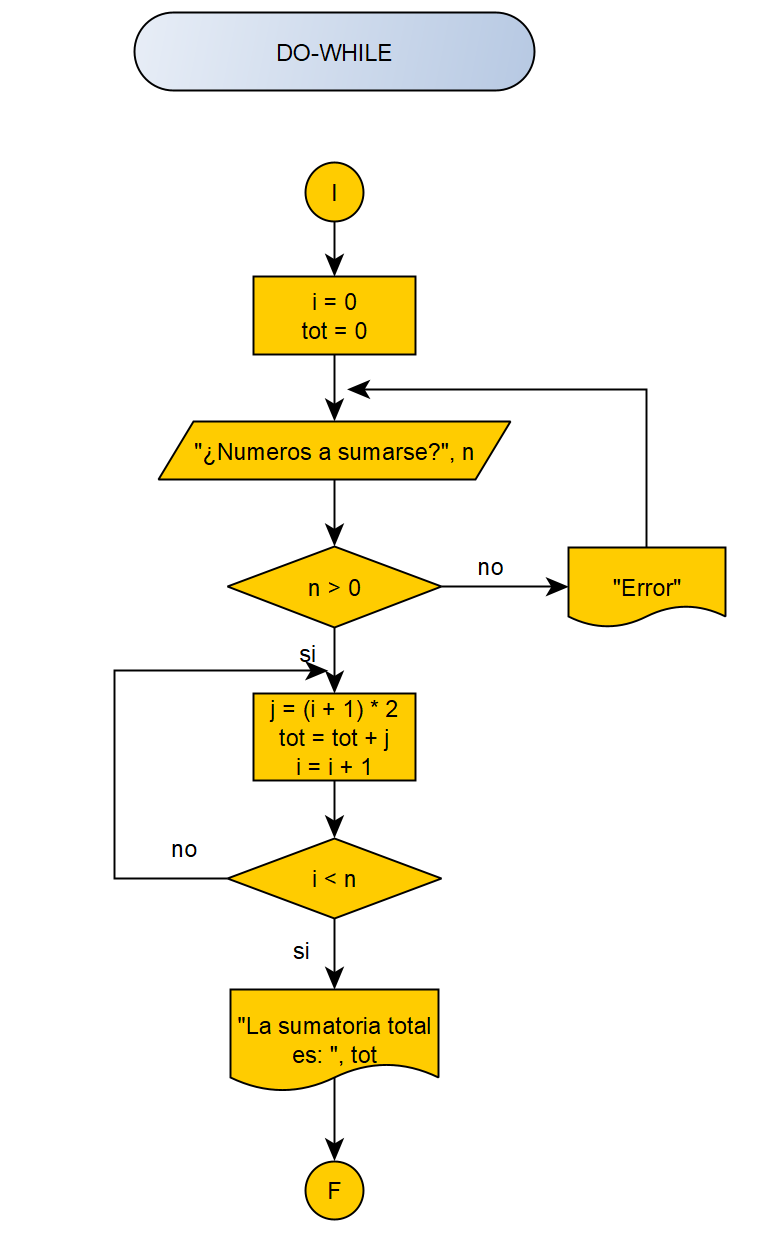 DO-WHILE
I
i = 0
tot = 0
"¿Numeros a sumarse?", n
n > 0
no
"Error"
si
j = (i + 1) * 2
tot = tot + j
i = i + 1
no
i < n
si
"La sumatoria total
es: ", tot
F